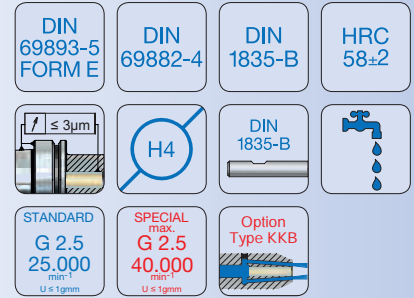 DIN
69893-5
FORM E
DIN
69882-4
DIN
1835-B
HRC
58±2
≤ 3µm
H4
DIN
1835-B
STANDARD
G 2.5
25.000
min-1
U ≤ 1gmm
SPECIAL
max.
G 2.5
40.000
min-1
U ≤ 1gmm
Option
Type KKB